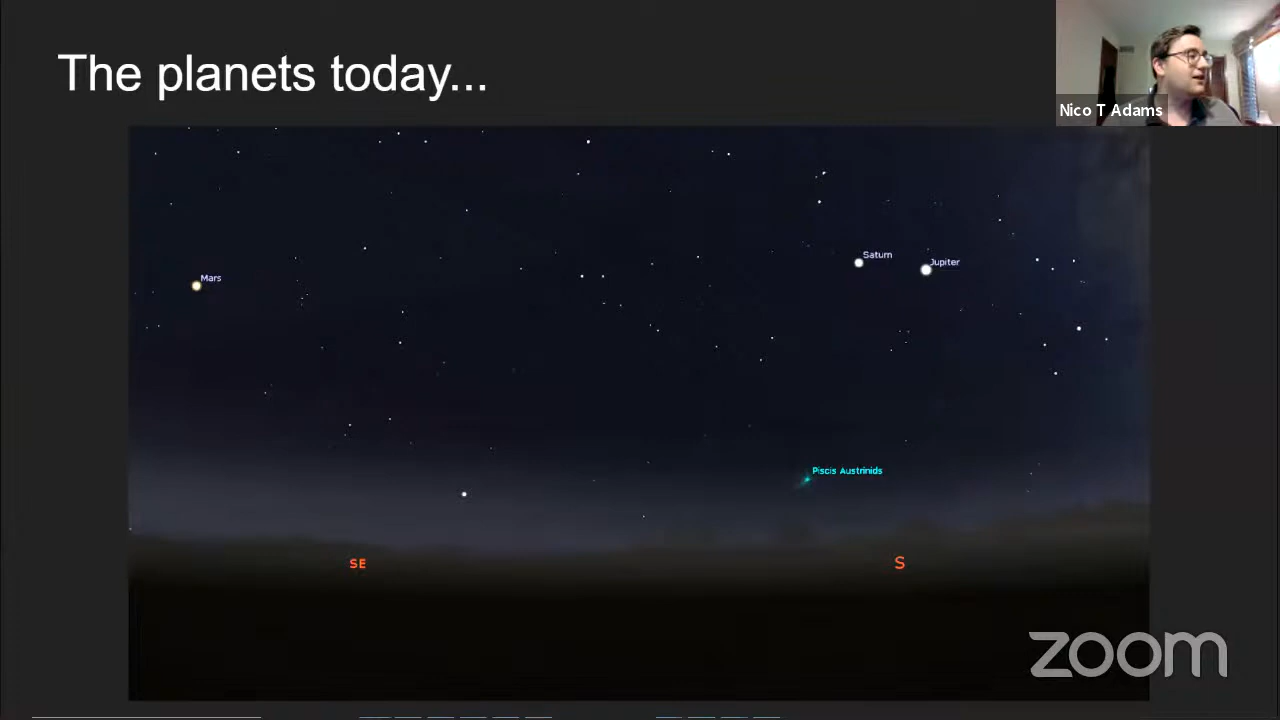 The planets today...
Nico T Adams
Saturn
Jupiter
Mars
Piscis Austrinids
SE
S
zoom